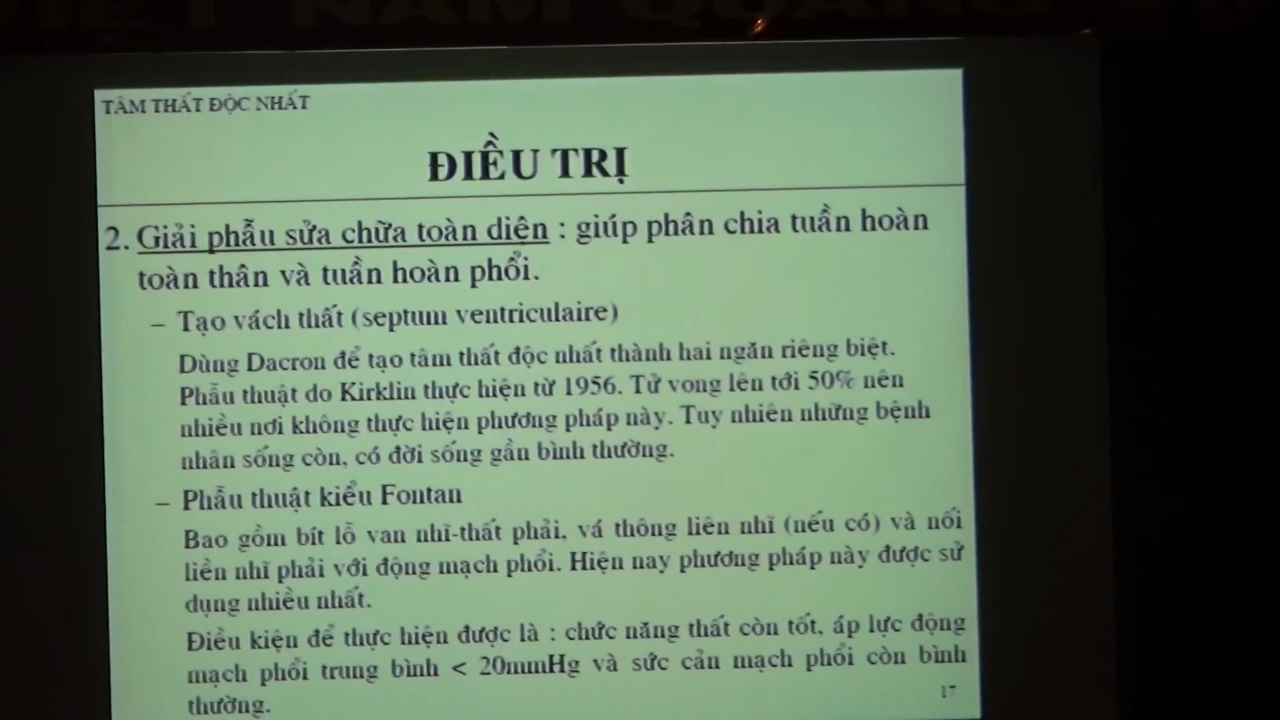 VIỆT NAM QUANG
TÂM THẤT ĐỘC NHẤT
ĐIỀU TRỊ
2. Giải phẫu sửa chữa toàn diện : giúp phân chia tuần hoàn
toàn thân và tuần hoàn phổi.
– Tạo vách thất (septum ventriculaire)
Dùng Dacron để tạo tâm thất độc nhất thành hai ngăn riêng biệt.
Phẫu thuật do Kirklin thực hiện từ 1956. Tử vong lên tới 50% nên
nhiều nơi không thực hiện phương pháp này. Tuy nhiên những bệnh
nhân sống còn, có đời sống gần bình thường.
– Phẫu thuật kiểu Fontan
Bao gồm bít lỗ van nhĩ-thất phải, vá thông liên nhĩ (nếu có) và nối
liền nhĩ phải với động mạch phổi. Hiện nay phương pháp này được sử
dụng nhiều nhất.
Điều kiện để thực hiện được là : chức năng thất còn tốt, áp lực động
mạch phổi trung bình < 20mmHg và sức cản mạch phổi còn bình
thường.
17